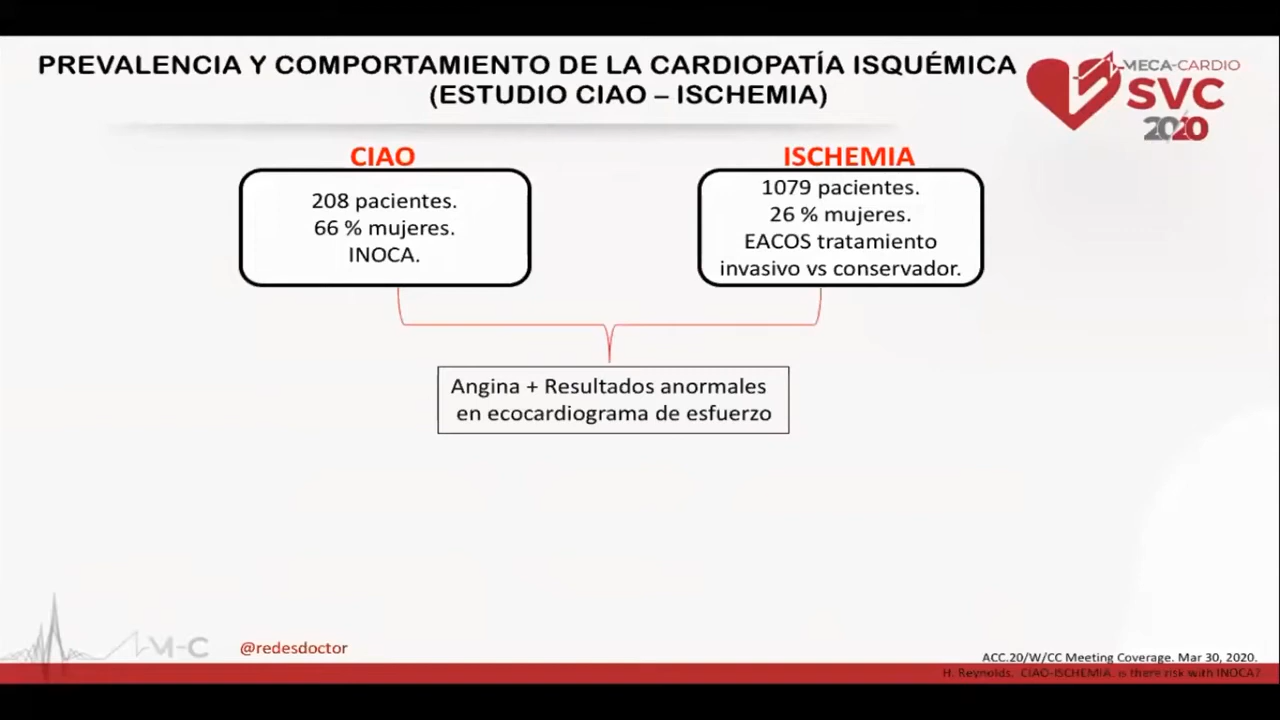 PREVALENCIA Y COMPORTAMIENTO DE LA CARDIOPATÍA ISQUÉMICA
(ESTUDIO CIAO – ISCHEMIA)
MECA-CARDIO
SVC
2020
CIAO
208 pacientes.
66 % mujeres.
INOCA.
ISCHEMIA
1079 pacientes.
26 % mujeres.
EACOS tratamiento
invasivo vs conservador.
Angina + Resultados anormales
en ecocardiograma de esfuerzo
M-C
@redesdoctor
ACC.20/W/CC Meeting Coverage. Mar 30, 2020.
H. Reynolds. CIAO-ISCHEMIA. is there risk with INOCA?